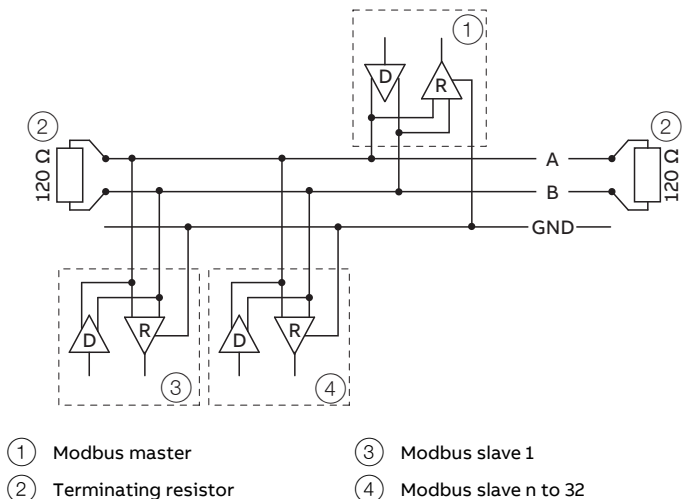 1
D
R
2
2
120 Ω
120 Ω
A
B
GND
D
R
D
R
3
4
1 Modbus master
3 Modbus slave 1
2 Terminating resistor
4 Modbus slave n to 32